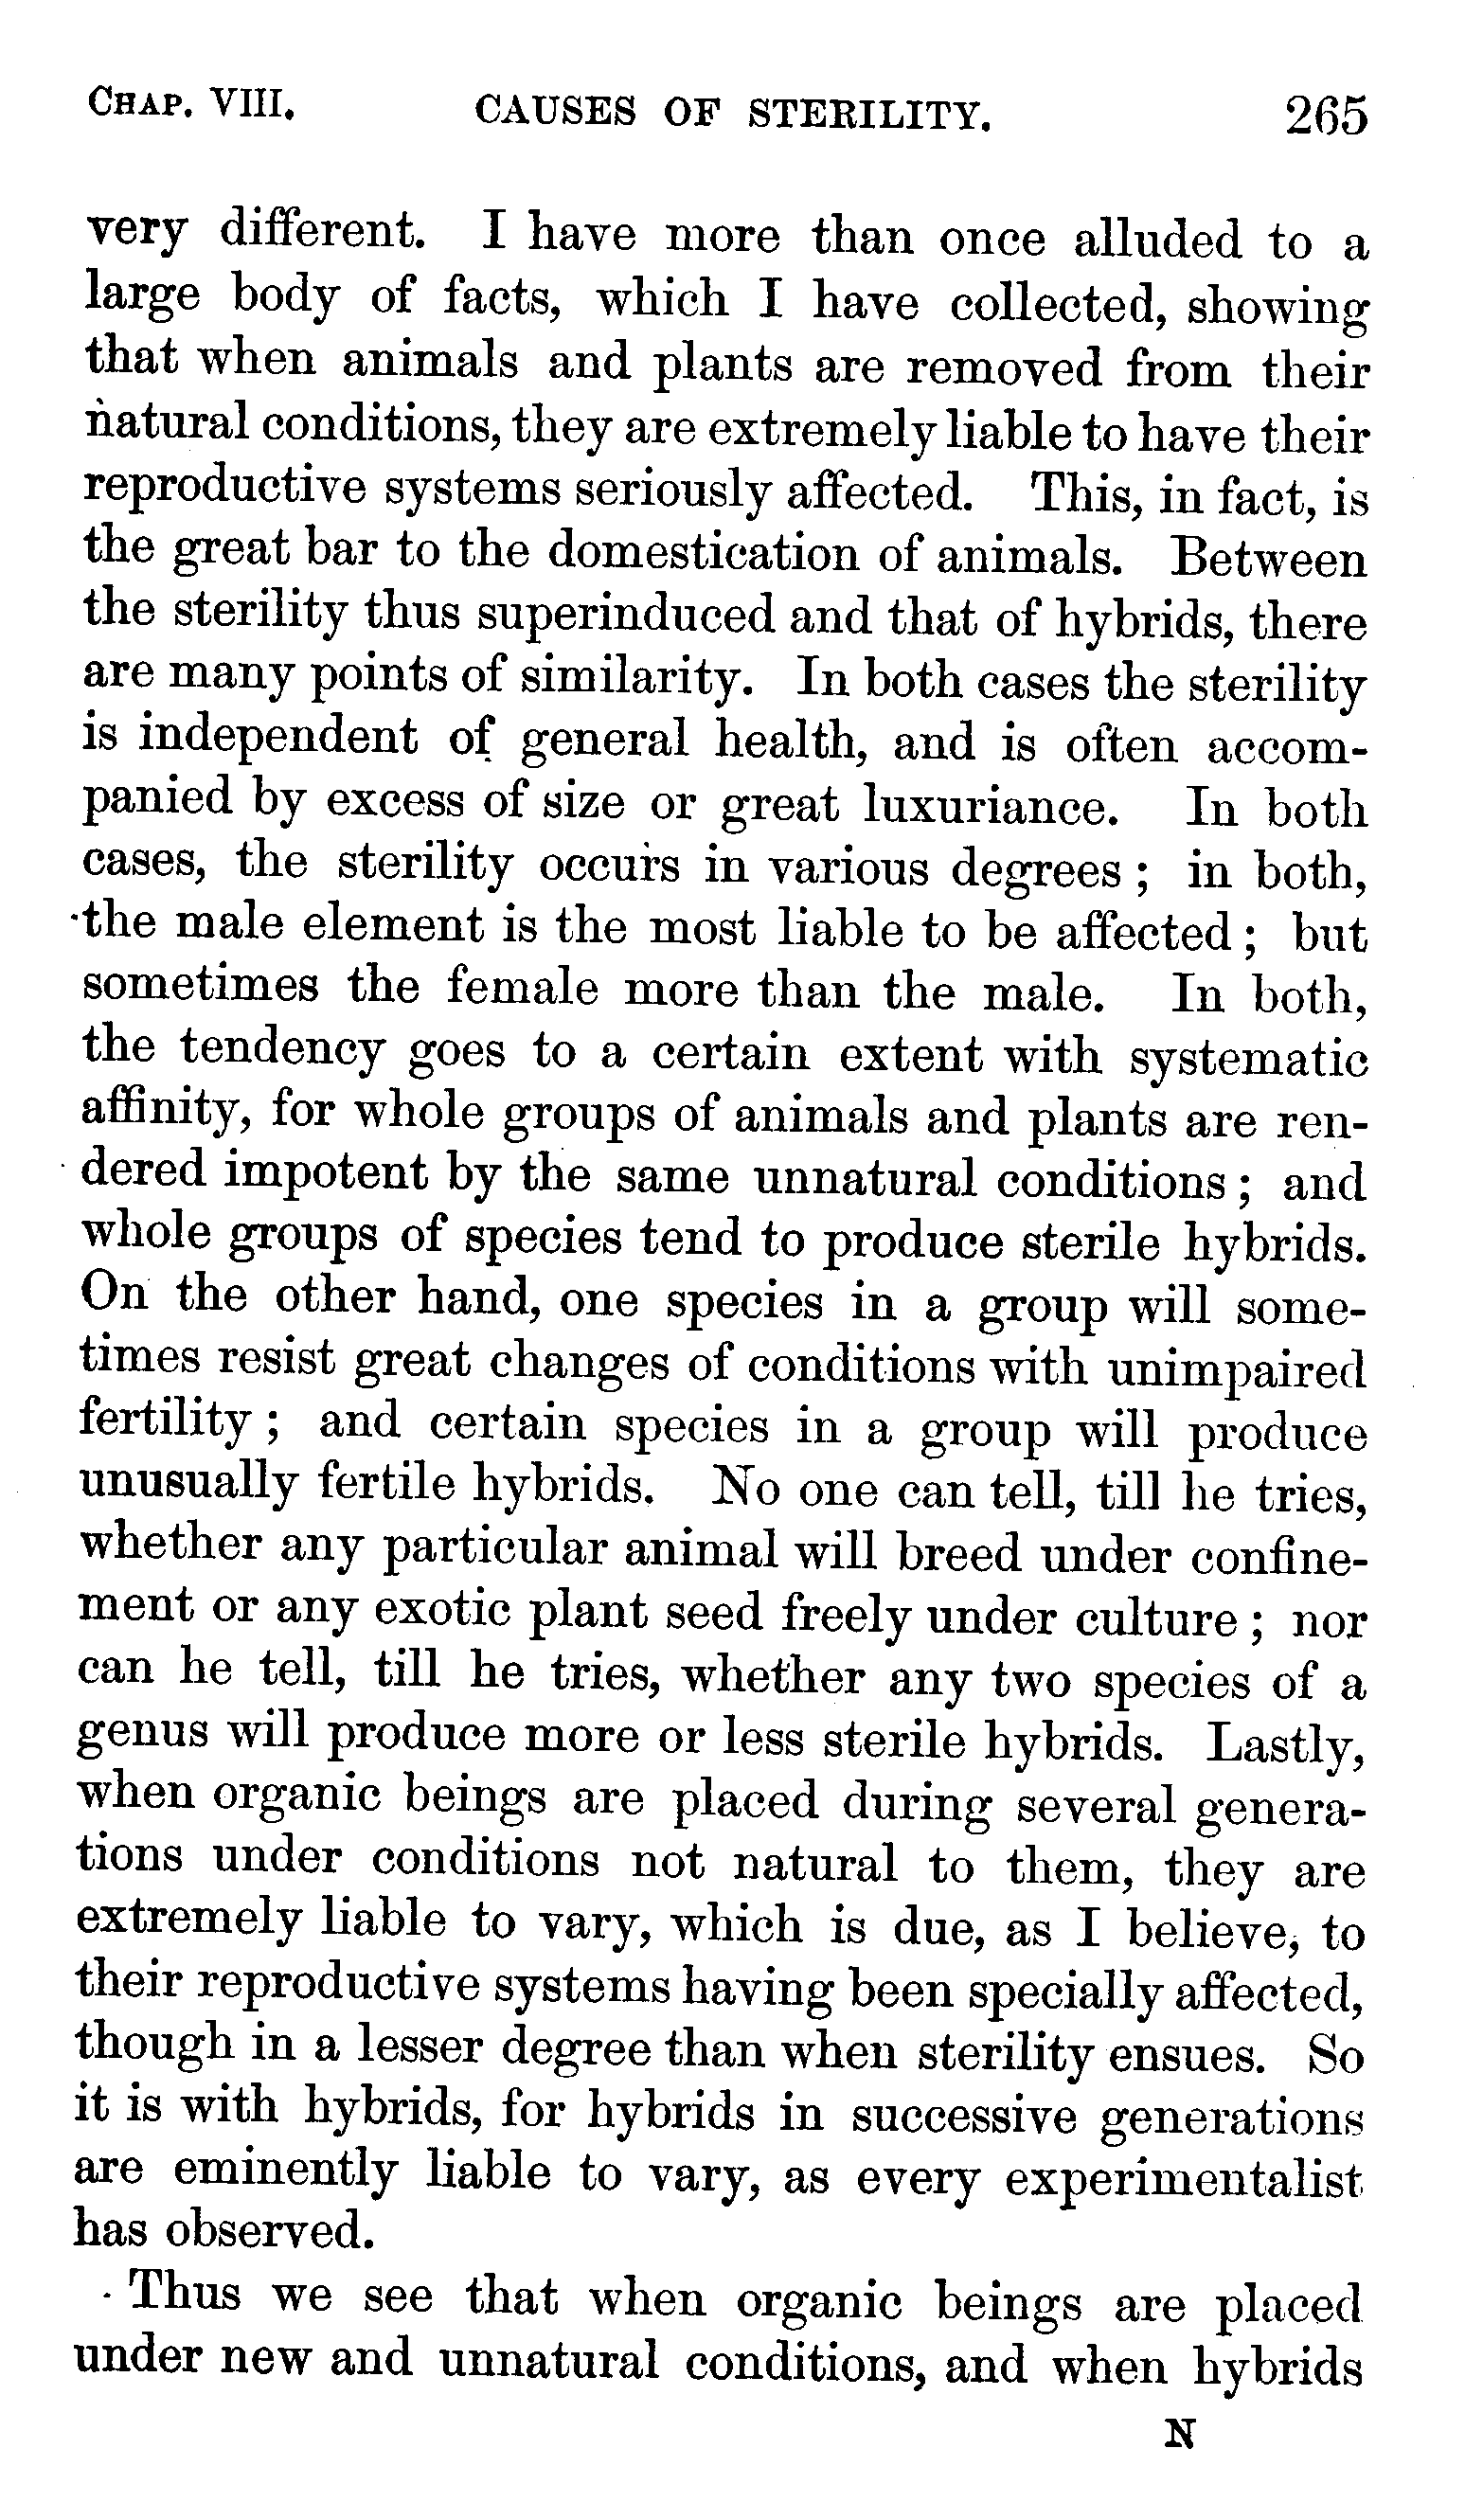 CHAP. VIII. CAUSES OF STERILITY. 265
very different. I have more than once alluded to a
large body of facts, which I have collected, showing
that when animals and plants are removed from their
natural conditions, they are extremely liable to have their
reproductive systems seriously affected. This, in fact, is
the great bar to the domestication of animals. Between
the sterility thus superinduced and that of hybrids, there
are many points of similarity. In both cases the sterility
is independent of general health, and is often accom-
panied by excess of size or great luxuriance. In both
cases, the sterility occurs in various degrees; in both,
the male element is the most liable to be affected; but
sometimes the female more than the male. In both,
the tendency goes to a certain extent with systematic
affinity, for whole groups of animals and plants are ren-
dered impotent by the same unnatural conditions; and
whole groups of species tend to produce sterile hybrids.
On the other hand, one species in a group will some-
times resist great changes of conditions with unimpaired
fertility; and certain species in a group will produce
unusually fertile hybrids. No one can tell, till he tries,
whether any particular animal will breed under confine-
ment or any exotic plant seed freely under culture; nor
can he tell, till he tries, whether any two species of a
genus will produce more or less sterile hybrids. Lastly,
when organic beings are placed during several genera-
tions under conditions not natural to them, they are
extremely liable to vary, which is due, as I believe, to
their reproductive systems having been specially affected,
though in a lesser degree than when sterility ensues. So
it is with hybrids, for hybrids in successive generations
are eminently liable to vary, as every experimentalist
has observed.
Thus we see that when organic beings are placed
under new and unnatural conditions, and when hybrids
N